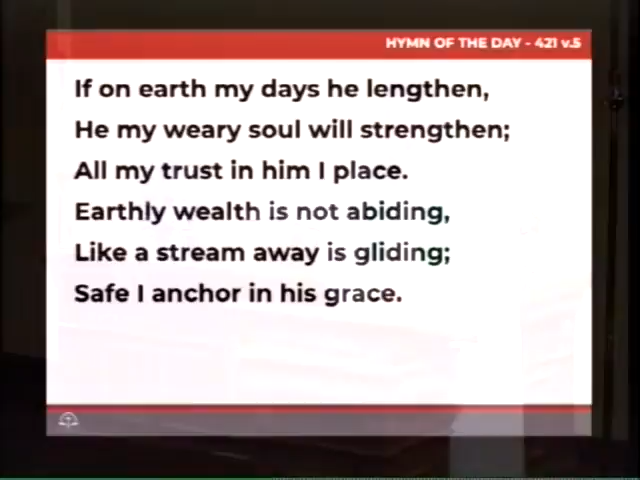 HYMN OF THE DAY - 421 v.5
If on earth my days he lengthen,
He my weary soul will strengthen;
All my trust in him I place.
Earthly wealth is not abiding,
Like a stream away is gliding;
Safe I anchor in his grace.